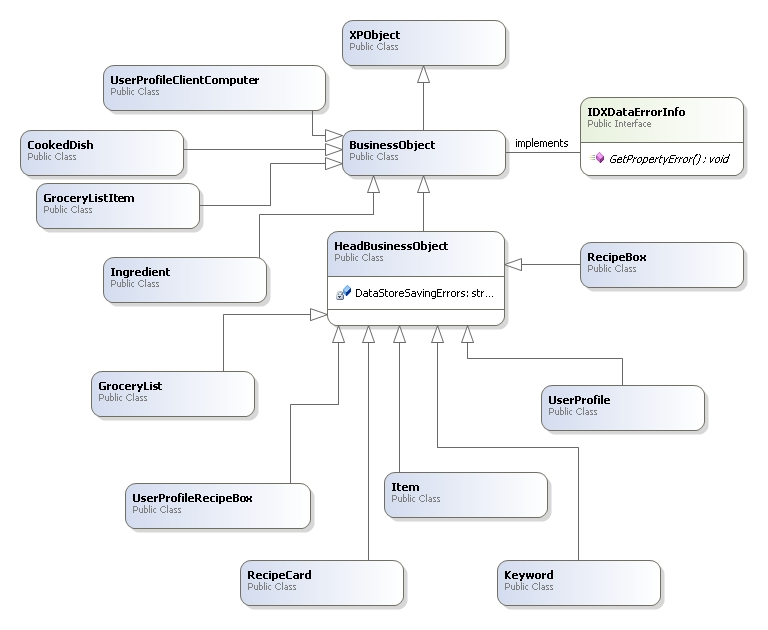 XPObject
Public Class
UserProfileClientComputer
Public Class
IDXDataErrorInfo
Public Interface
GetPropertyError() : void
CookedDish
Public Class
BusinessObject
Public Class
implements
GroceryListItem
Public Class
HeadBusinessObject
Public Class
DataStoreSavingErrors: str...
RecipeBox
Public Class
Ingredient
Public Class
GroceryList
Public Class
UserProfile
Public Class
UserProfileRecipeBox
Public Class
Item
Public Class
RecipeCard
Public Class
Keyword
Public Class